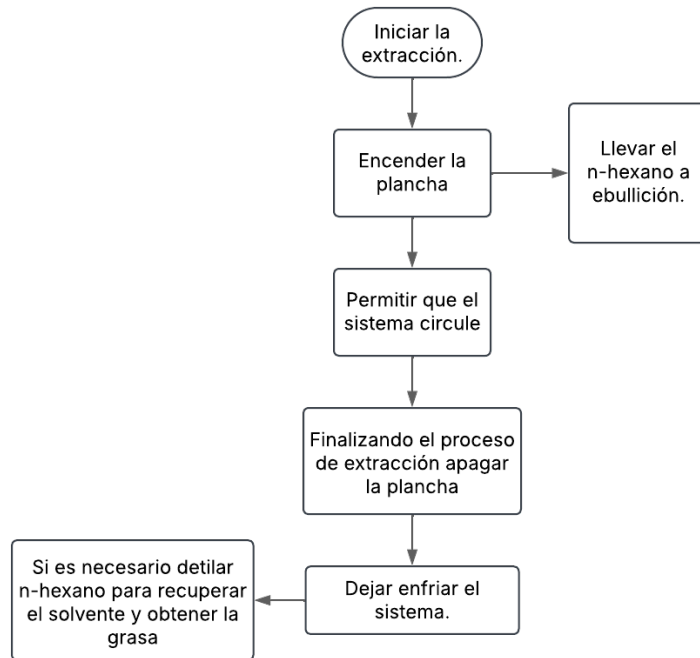 Iniciar la
extracción.
Encender la
plancha
Llevar el
n-hexano a
ebullición.
Permitir que el
sistema circule
Finalizando el proceso
de extracción apagar
la plancha
Dejar enfriar el
sistema.
Si es necesario detilar
n-hexano para recuperar
el solvente y obtener la
grasa